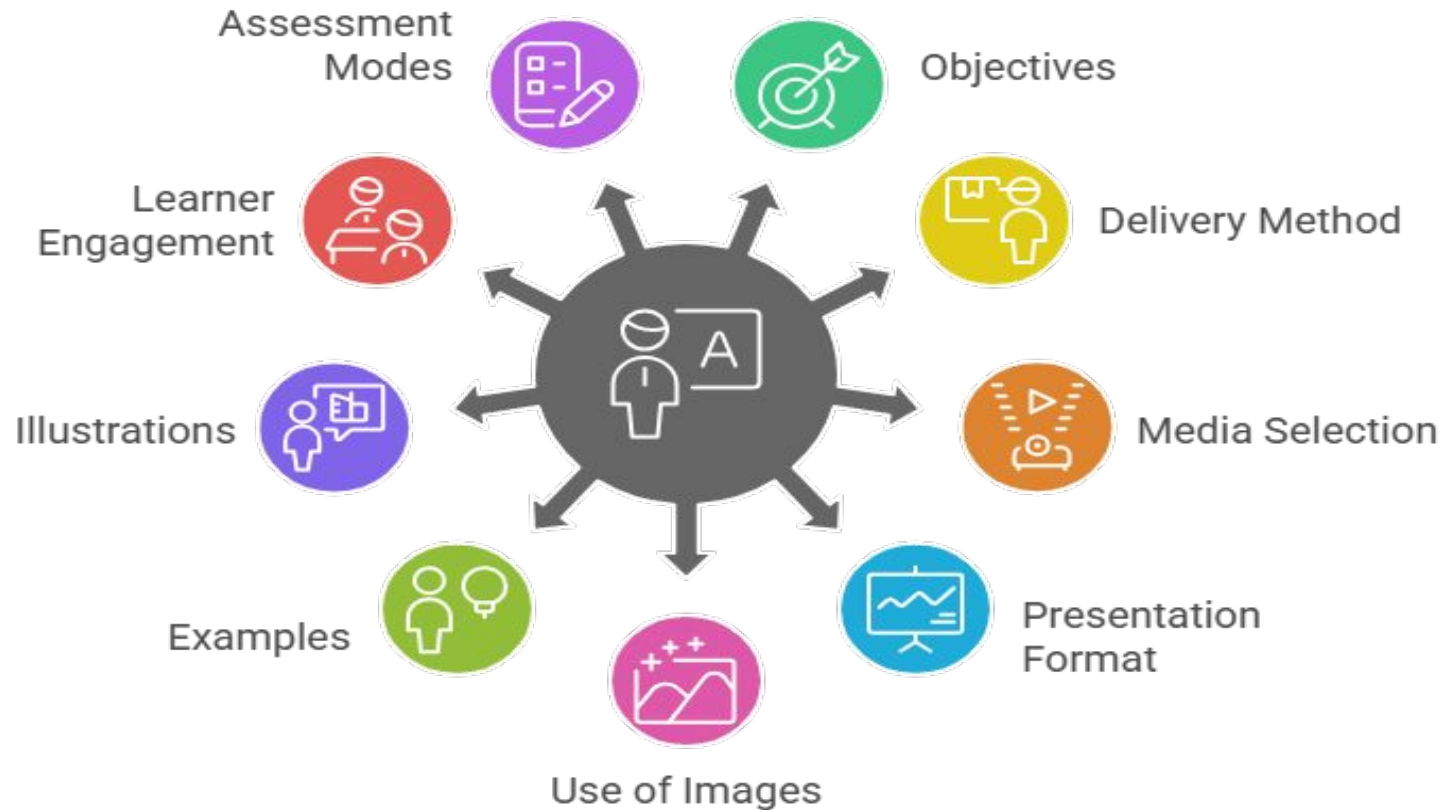 Assessment
Modes
Objectives
Learner
Engagement
Delivery Method
A
Illustrations
Media Selection
Examples
Presentation
Format
Use of Images